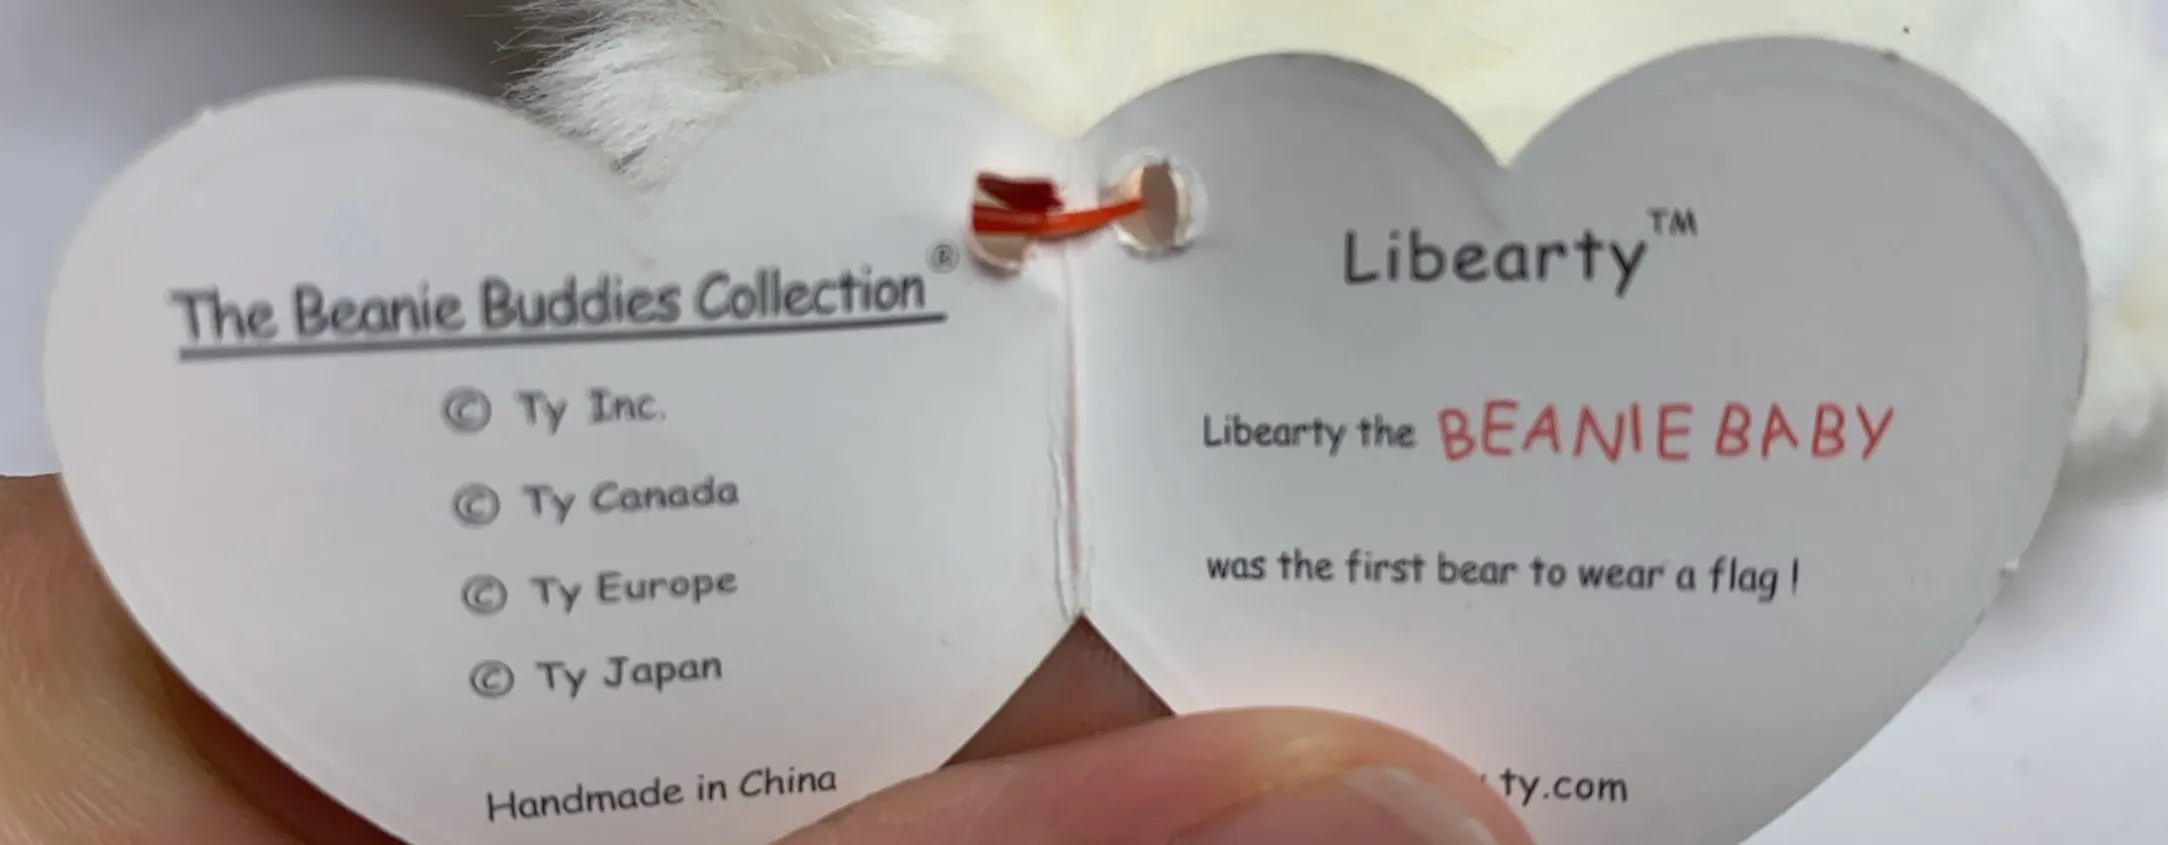 The Beanie Buddies Collection®
© Ty Inc.
© Ty Canada
© Ty Europe
© Ty Japan
Handmade in China
Libearty™
Libearty the BEANIE BABY
was the first bear to wear a flag !
ty.com